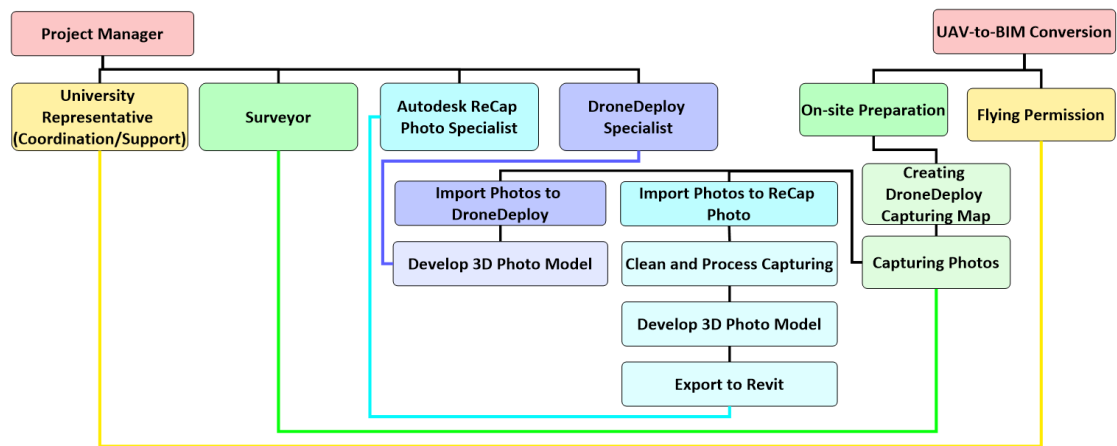 Project Manager
UAV-to-BIM Conversion
University
Representative
(Coordination/Support)
Surveyor
Autodesk ReCap
Photo Specialist
DroneDeploy
Specialist
On-site Preparation
Flying Permission
Import Photos to
DroneDeploy
Import Photos to ReCap
Photo
Creating
DroneDeploy
Capturing Map
Develop 3D Photo Model
Clean and Process Capturing
Capturing Photos
Develop 3D Photo Model
Export to Revit